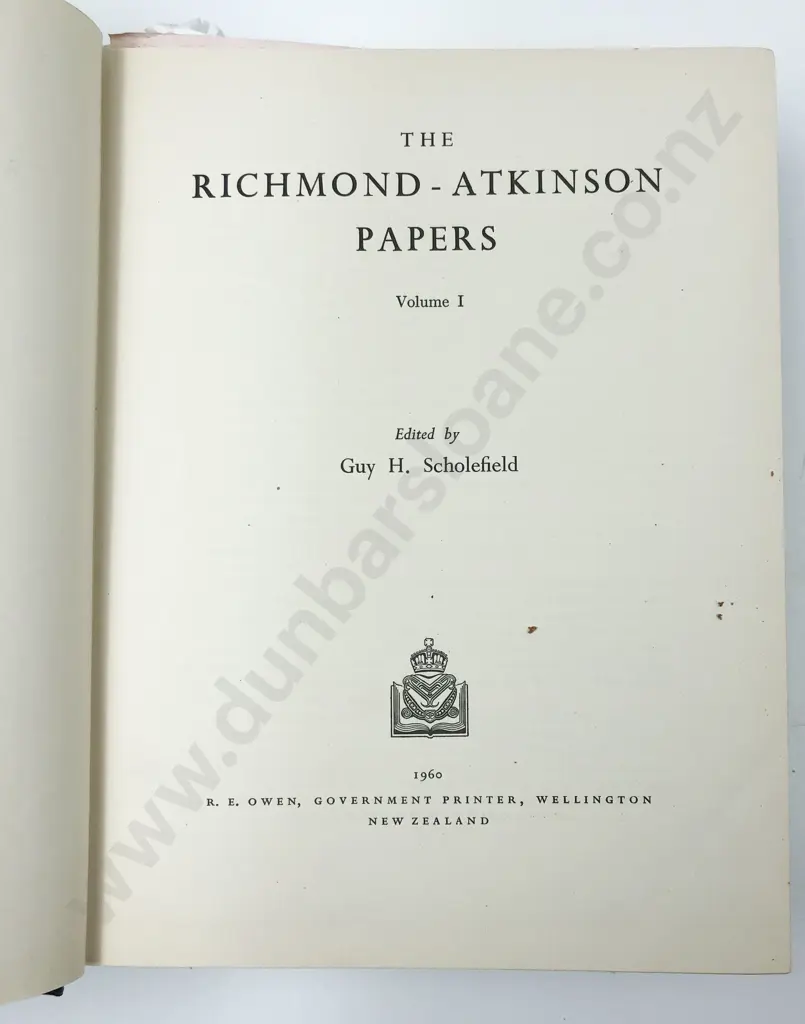 THE
RICHMOND - ATKINSON
PAPERS
Volume I
Edited by
Guy H. Scholefield
1960
R. E. OWEN, GOVERNMENT PRINTER, WELLINGTON
NEW ZEALAND
www.dunbarsloane.co.nz